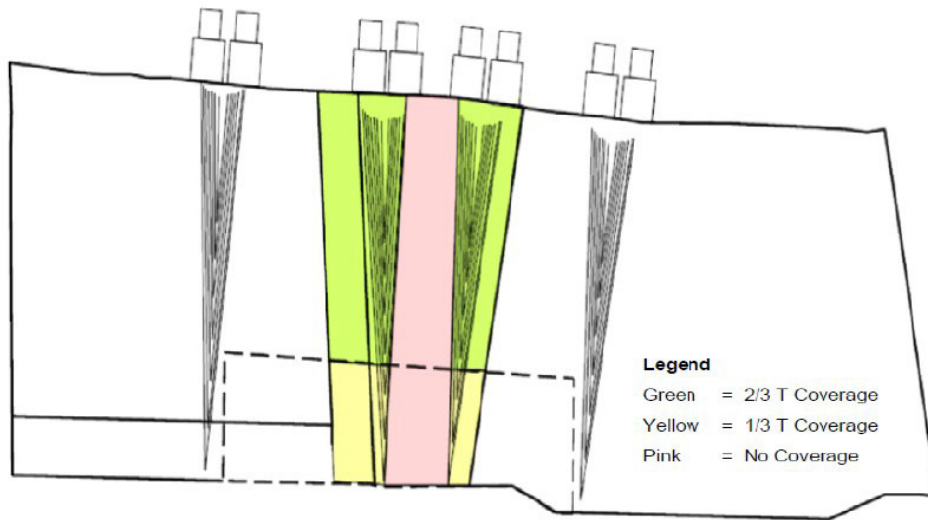 Legend
Green = 2/3 T Coverage
Yellow = 1/3 T Coverage
Pink = No Coverage